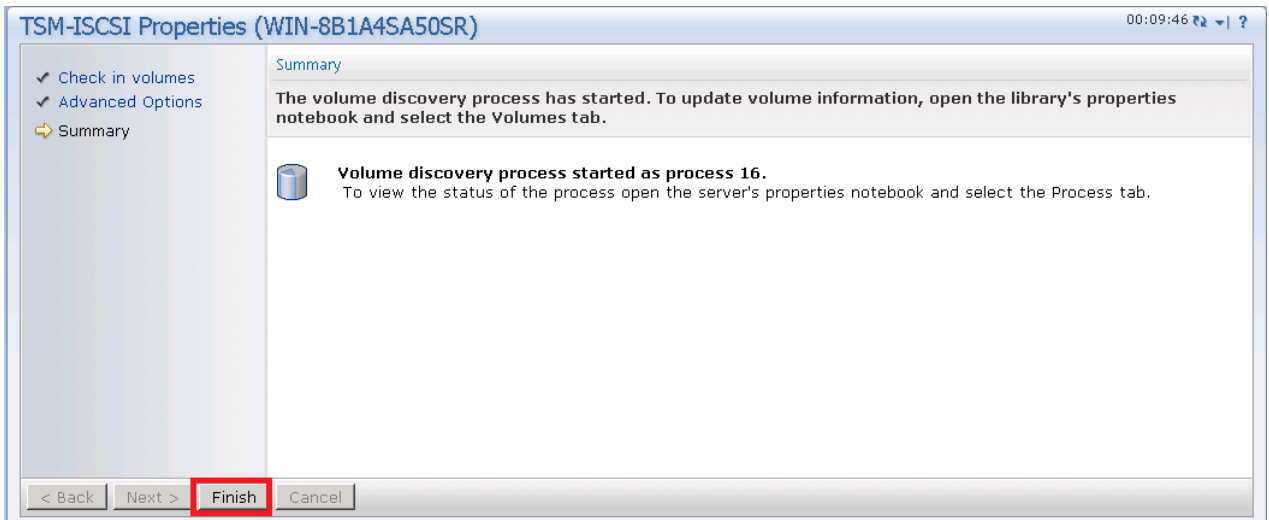 TSM-ISCSI Properties (WIN-8B1A4SA50SR)
00:09:46 ?
Check in volumes
Advanced Options
Summary
Summary
The volume discovery process has started. To update volume information, open the library's properties
notebook and select the Volumes tab.
Volume discovery process started as process 16.
To view the status of the process open the server's properties notebook and select the Process tab.
< Back Next > Finish Cancel